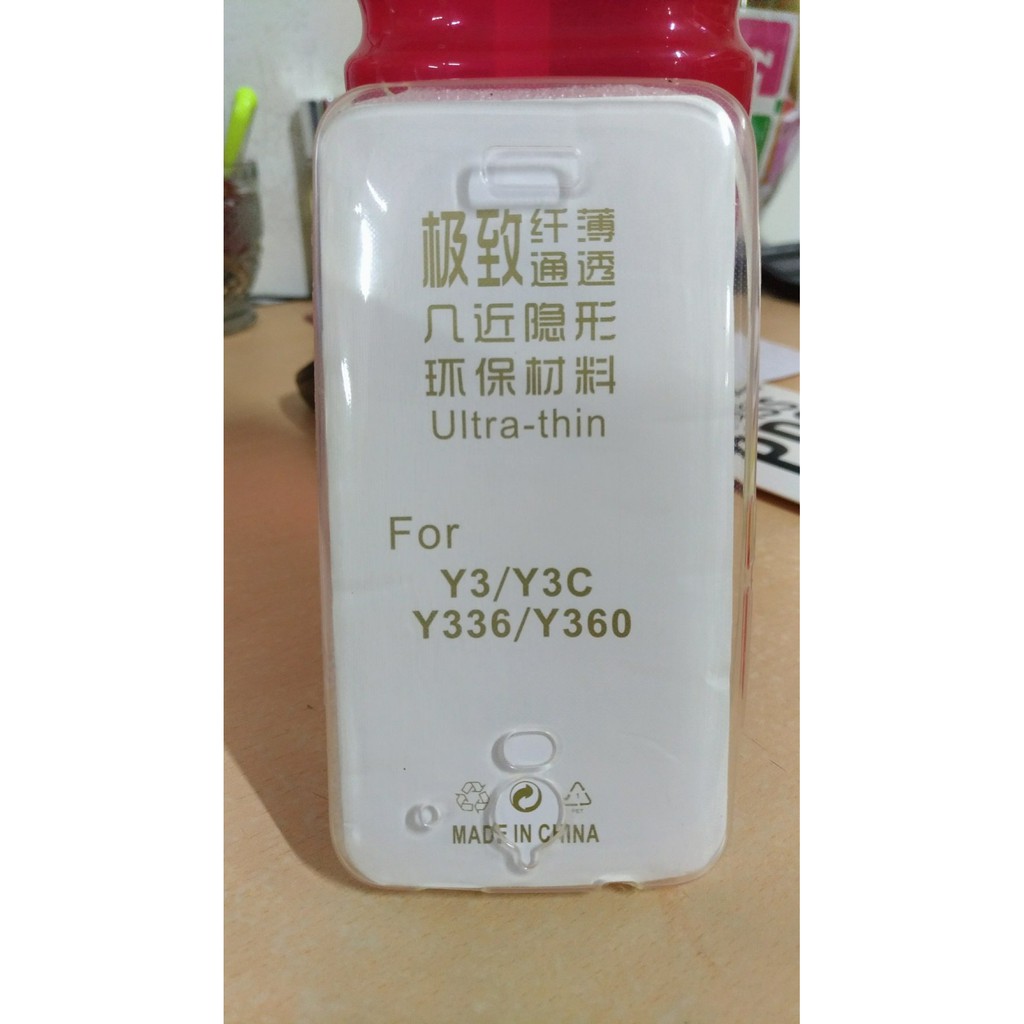 极致纤薄
通透
几近隐形
环保材料
Ultra-thin
For
Y3/Y3C
Y336/Y360
MADE IN CHINA